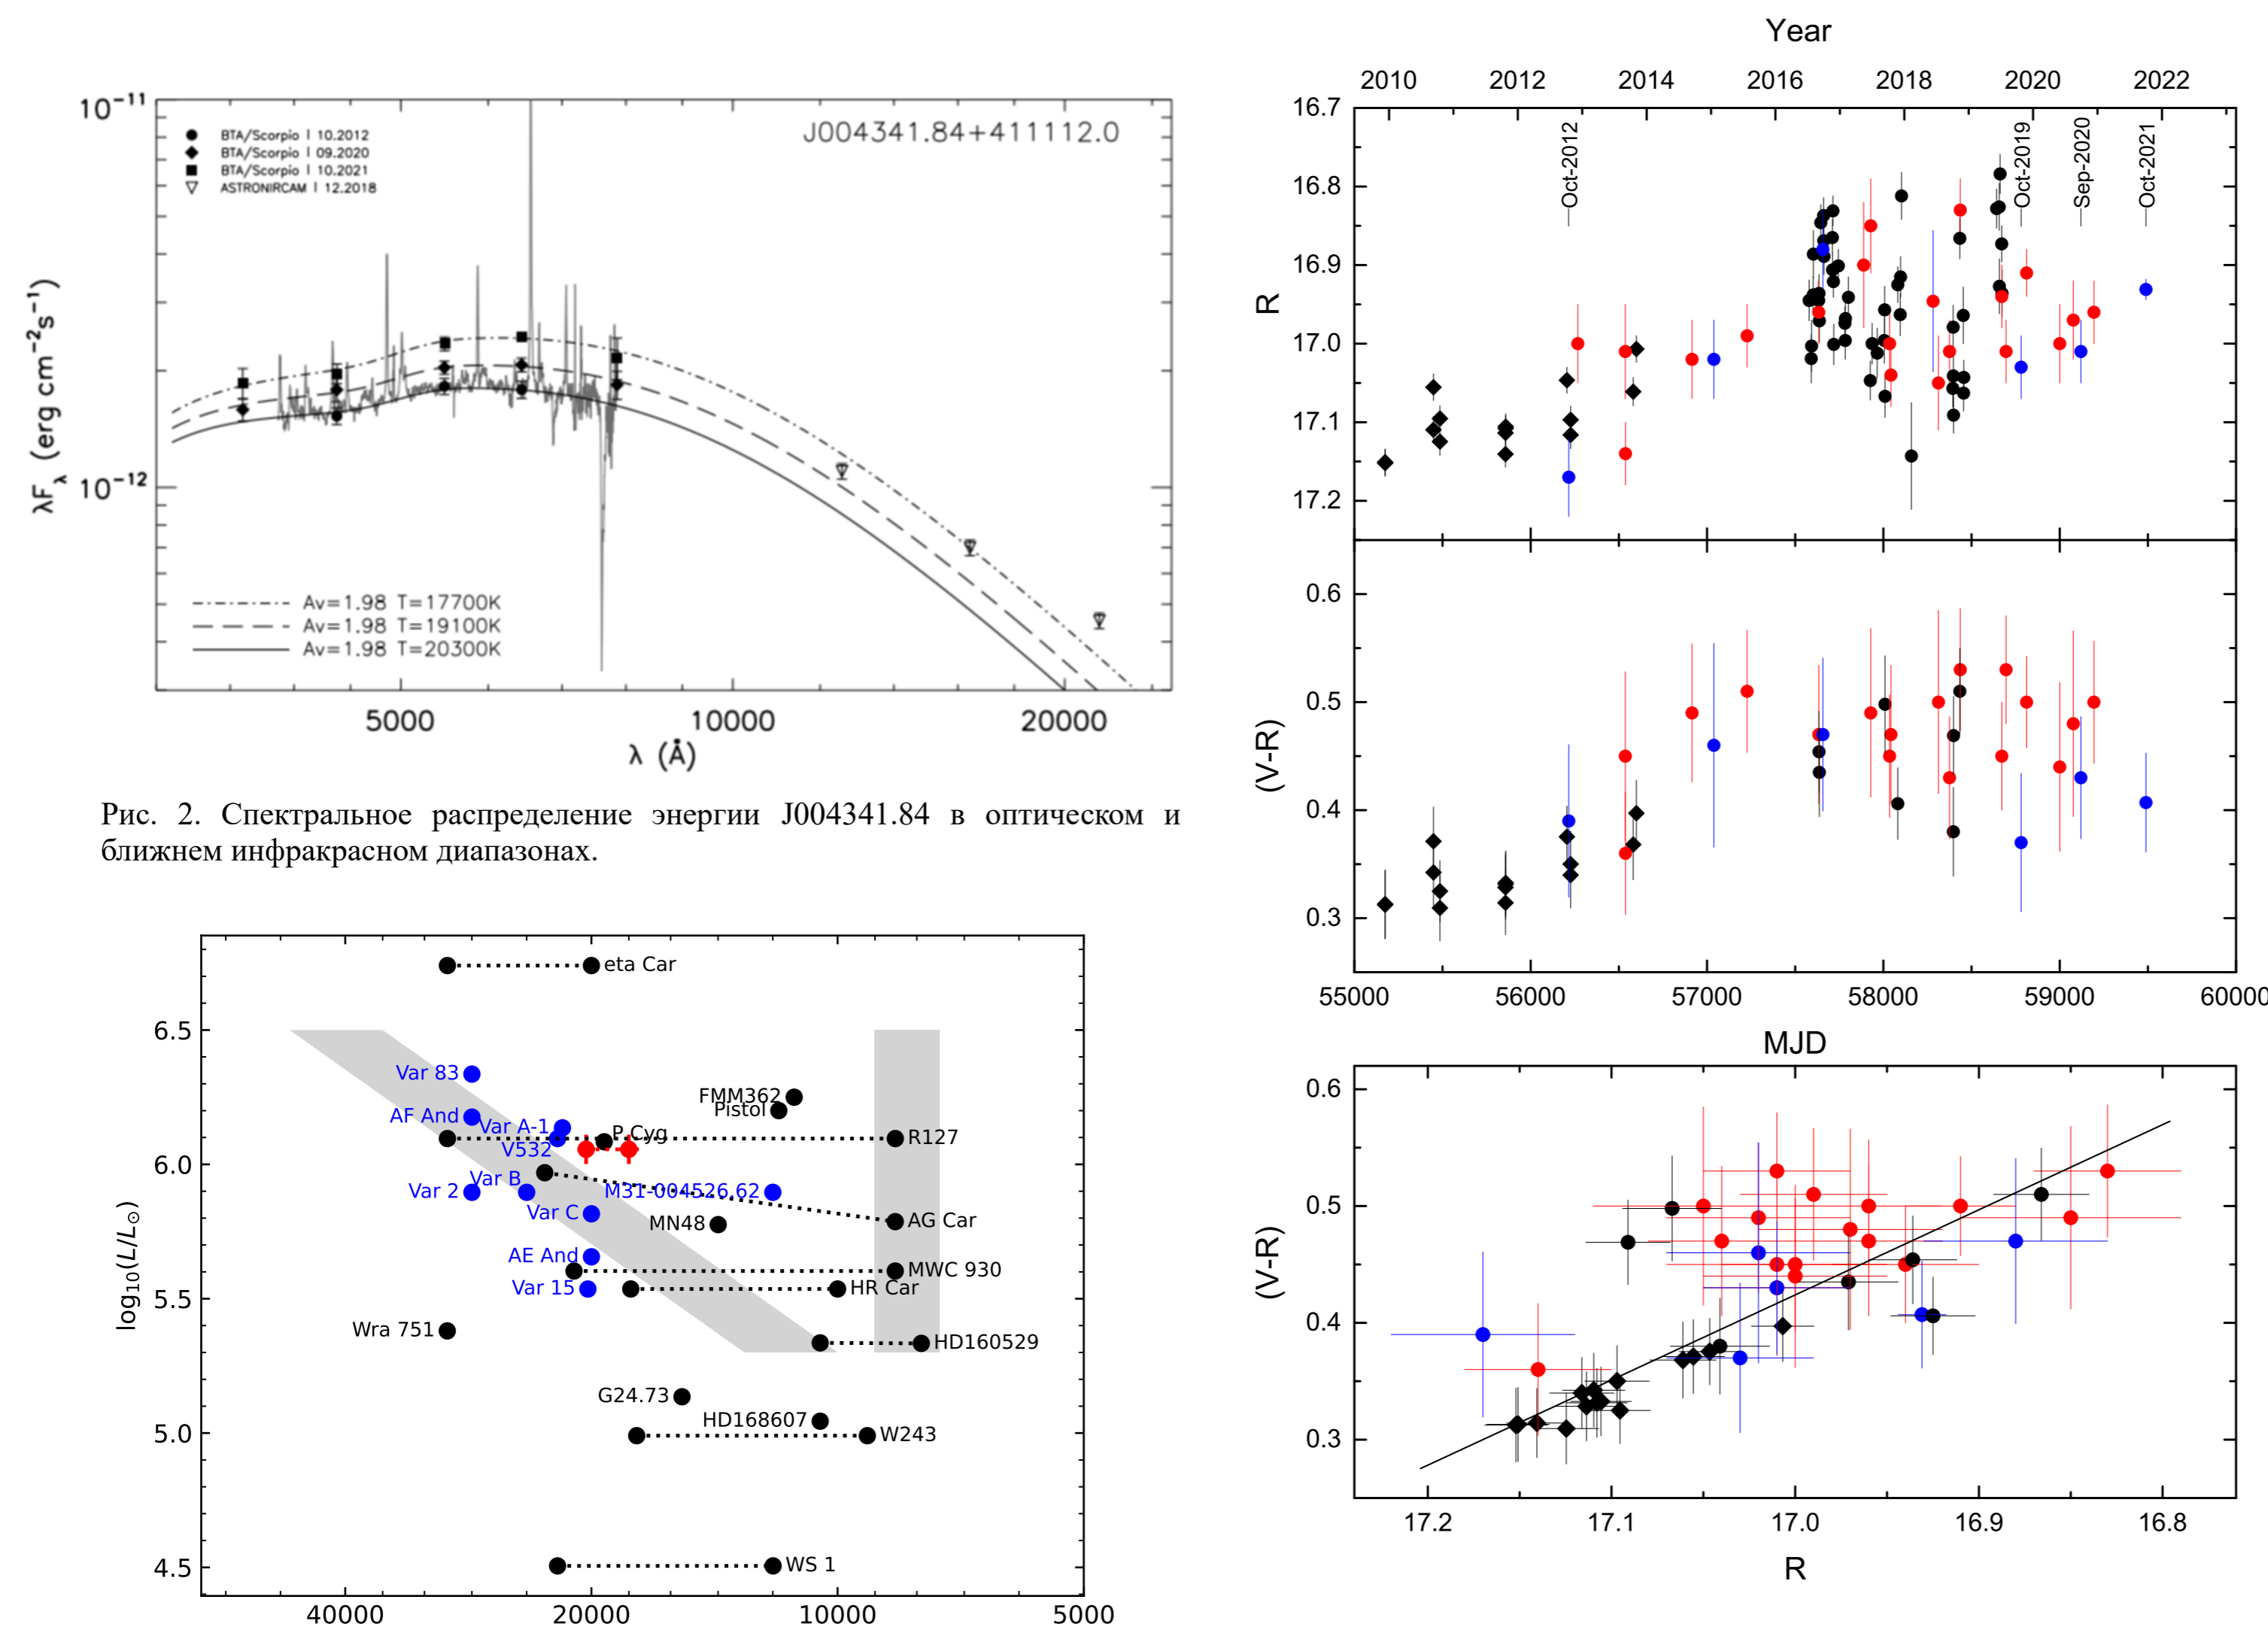 10⁻¹¹
10⁻¹²
λFλ (erg cm⁻²s⁻¹)
BTA/Scorpio | 10.2012
BTA/Scorpio | 09.2020
BTA/Scorpio | 10.2021
ASTRONIRCAM | 12.2018
J004341.84+411112.0
Av=1.98 T=17700K
Av=1.98 T=19100K
Av=1.98 T=20300K
5000 10000 20000
λ (Å)
Рис. 2. Спектральное распределение энергии J004341.84 в оптическом и
ближнем инфракрасном диапазонах.
log₁₀(L/L⊙)
6.5
6.0
5.5
5.0
4.5
eta Car
Var 83
FMM362
Pistol
AF And
Var A-1
P Cyg
R127
V532
Var B
Var 2
M31-004526.62
Var C
MN48
AG Car
AE And
MWC 930
Var 15
HR Car
Wra 751
HD160529
G24.73
HD168607
W243
WS 1
40000 20000 10000 5000
Year
2010 2012 2014 2016 2018 2020 2022
R
16.7
16.8
16.9
17.0
17.1
17.2
Oct-2012
Oct-2019
Sep-2020
Oct-2021
(V-R)
0.6
0.5
0.4
0.3
55000 56000 57000 58000 59000 60000
MJD
(V-R)
0.6
0.5
0.4
0.3
17.2 17.1 17.0 16.9 16.8
R